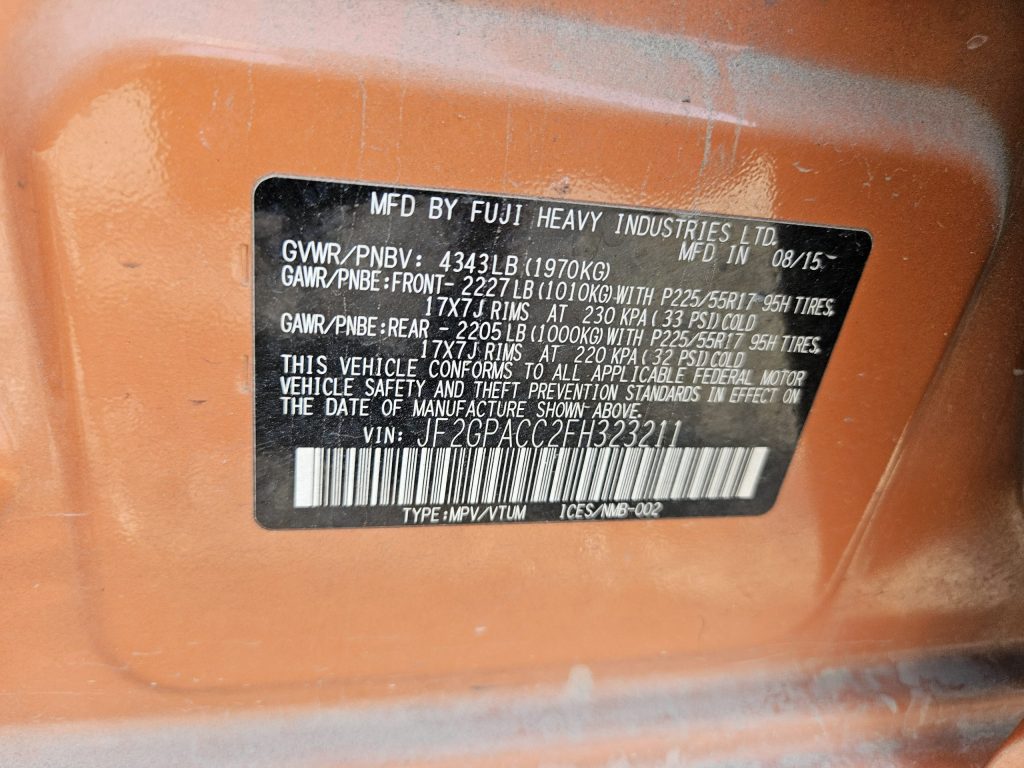 MFD BY FUJI HEAVY INDUSTRIES LTD.
MFD IN 08/15
GVWR/PNBV: 4343LB(1970KG)
GAWR/PNBE:FRONT- 2227LB(1010KG)WITH P225/55R17 95H TIRES,
17X7J RIMS AT 230 KPA(33 PSI)COLD
GAWR/PNBE:REAR - 2205LB(1000KG)WITH P225/55R17 95H TIRES,
17X7J RIMS AT 220 KPA(32 PSI)COLD
THIS VEHICLE CONFORMS TO ALL APPLICABLE FEDERAL MOTOR
VEHICLE SAFETY AND THEFT PREVENTION STANDARDS IN EFFECT ON
THE DATE OF MANUFACTURE SHOWN ABOVE.
VIN: JF2GPACC2FH323211
TYPE:MPV/VTUM ICES/NMB-002